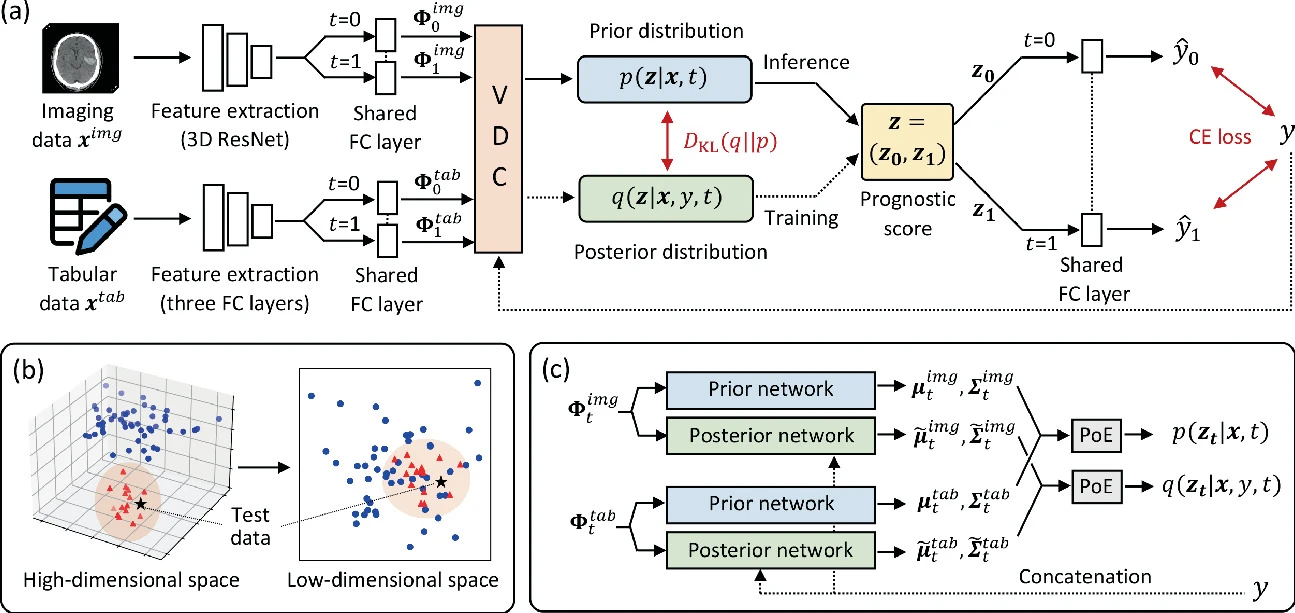 (a)
Imaging
data x^img
Feature extraction
(3D ResNet)
t=0
t=1
Shared
FC layer
Φ_0^img
Φ_1^img
Tabular
data x^tab
Feature extraction
(three FC layers)
t=0
t=1
Shared
FC layer
Φ_0^tab
Φ_1^tab
V
D
C
Prior distribution
p(z|x, t)
D_KL(q||p)
q(z|x, y, t)
Posterior distribution
Inference
Training
z =
(z_0, z_1)
Prognostic
score
z_0
z_1
t=0
t=1
Shared
FC layer
ŷ_0
ŷ_1
CE loss
y
(b)
Test
data
High-dimensional space
Low-dimensional space
(c)
Φ_t^img
Prior network
μ_t^img, Σ_t^img
Posterior network
μ̃_t^img, Σ̃_t^img
Φ_t^tab
Prior network
μ_t^tab, Σ_t^tab
Posterior network
μ̃_t^tab, Σ̃_t^tab
PoE
p(z_t|x, t)
PoE
q(z_t|x, y, t)
Concatenation
y